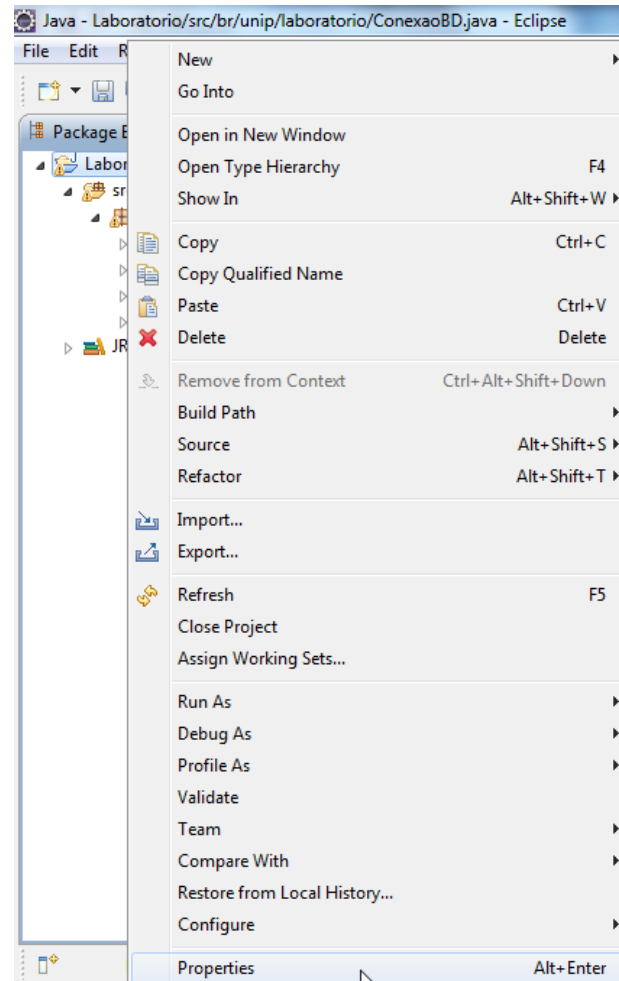 Java - Laboratorio/src/br/unip/laboratorio/ConexaoBD.java - Eclipse
File Edit R
Package E
Labor
sr
JR
New
Go Into
Open in New Window
Open Type Hierarchy F4
Show In Alt+Shift+W
Copy Ctrl+C
Copy Qualified Name
Paste Ctrl+V
Delete Delete
Remove from Context Ctrl+Alt+Shift+Down
Build Path
Source Alt+Shift+S
Refactor Alt+Shift+T
Import...
Export...
Refresh F5
Close Project
Assign Working Sets...
Run As
Debug As
Profile As
Validate
Team
Compare With
Restore from Local History...
Configure
Properties Alt+Enter